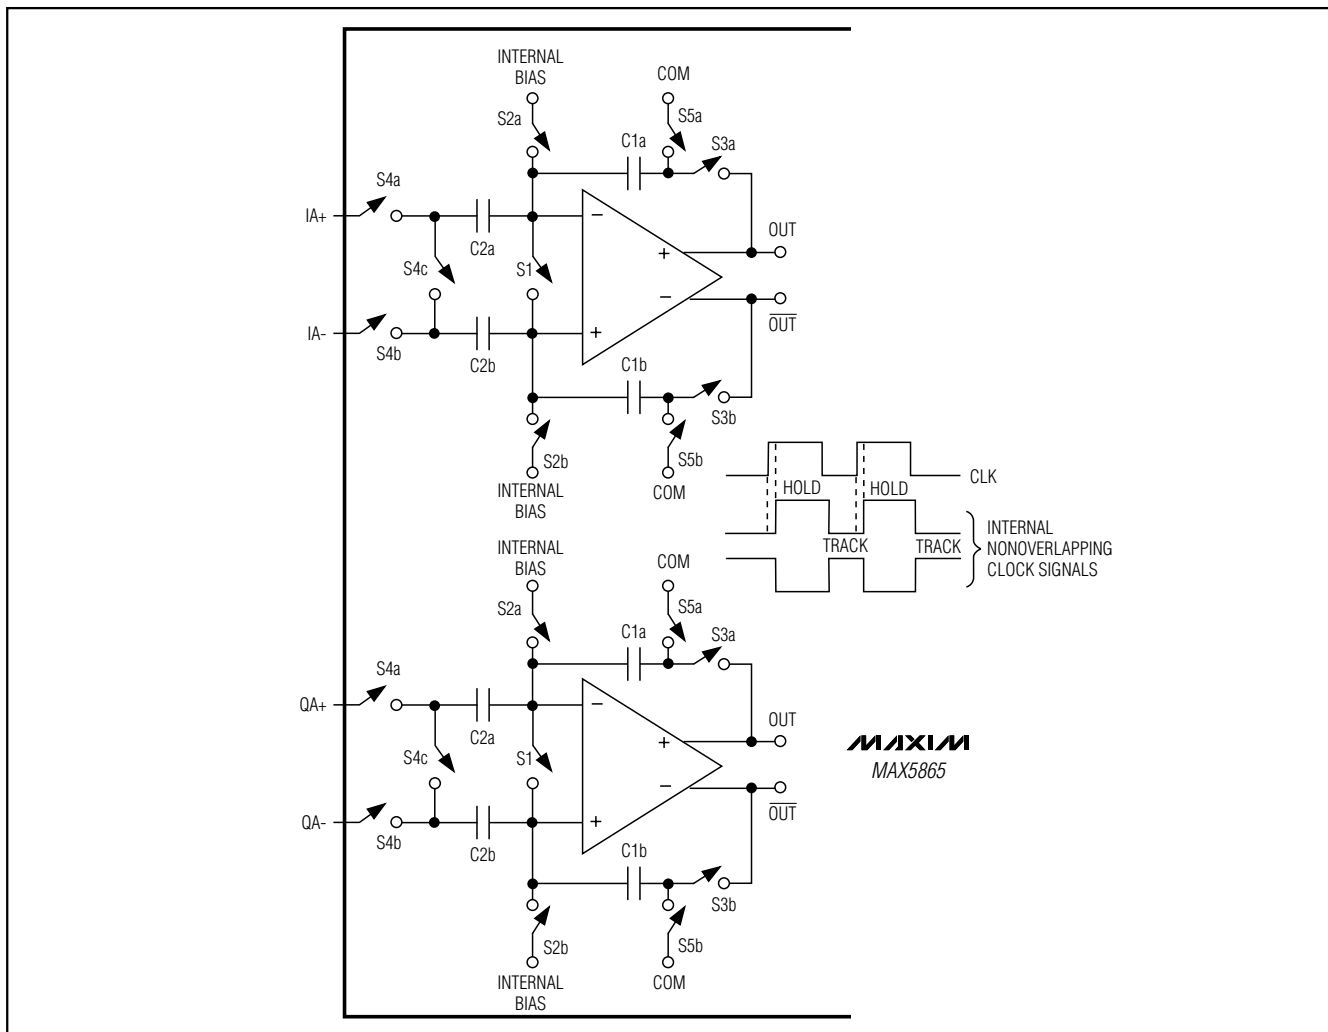 INTERNAL
BIAS
COM
S2a
S5a
C1a
S3a
S4a
IA+
−
C2a
OUT
+
S4c
S1
−
OUT
IA-
+
S4b
C2b
C1b
S3b
S2b
S5b
INTERNAL
BIAS
COM
CLK
HOLD
HOLD
TRACK
TRACK
INTERNAL
NONOVERLAPPING
CLOCK SIGNALS
INTERNAL
BIAS
COM
S2a
S5a
C1a
S3a
S4a
QA+
−
C2a
OUT
+
S4c
S1
−
OUT
QA-
+
S4b
C2b
C1b
S3b
S2b
S5b
INTERNAL
BIAS
COM
MAXIM
MAX5865